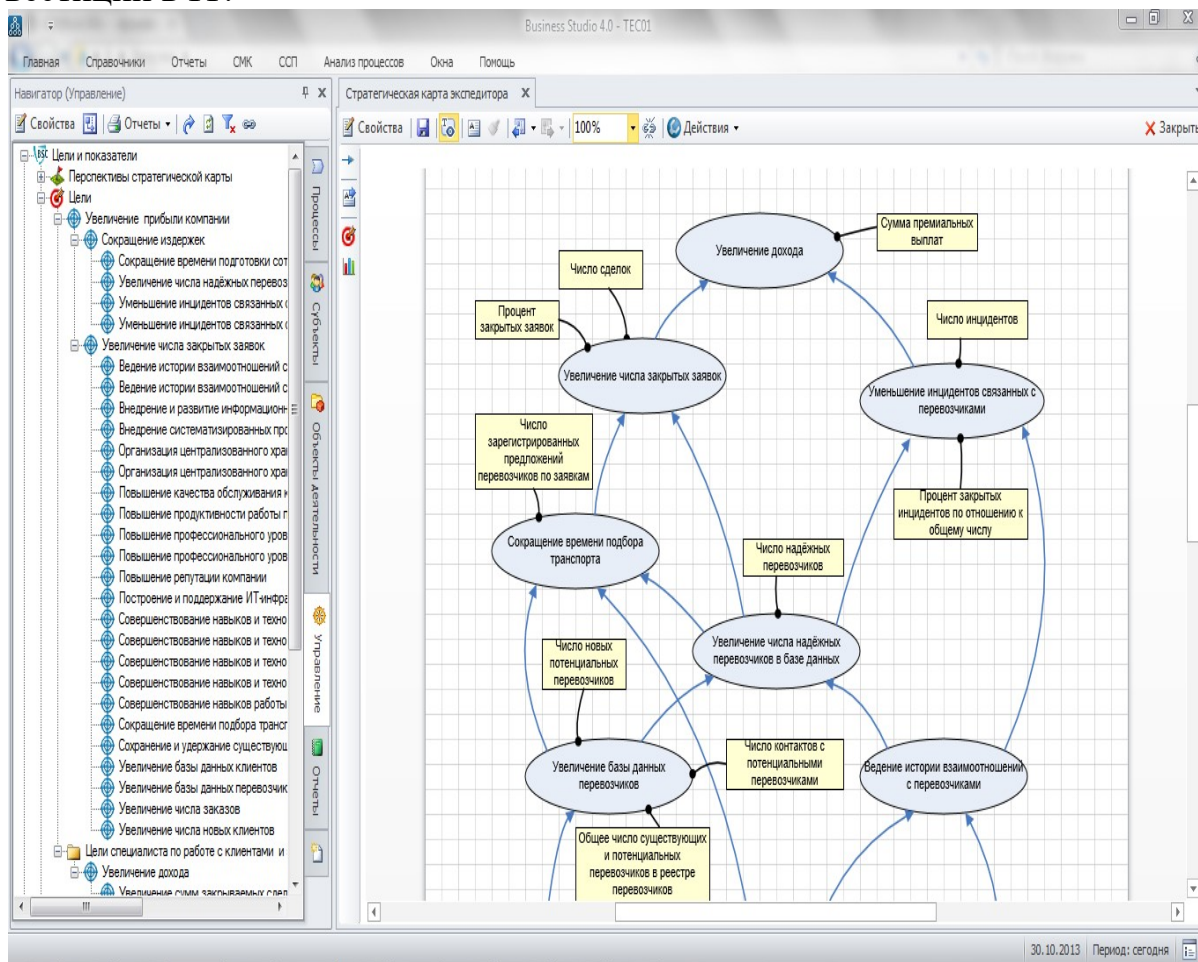 Business Studio 4.0 - ТЕС01
Главная Справочники Отчеты СМК ССП Анализ процессов Окна Помощь
Навигатор (Управление)
Свойства Отчеты
Цели и показатели
Перспективы стратегической карты
Цели
Увеличение прибыли компании
Сокращение издержек
Сокращение времени подготовки сот
Увеличение числа надёжных перевоз
Уменьшение инцидентов связанных с
Уменьшение инцидентов связанных с
Увеличение числа закрытых заявок
Ведение истории взаимоотношений с
Ведение истории взаимоотношений с
Внедрение и развитие информационн
Внедрение систематизированных про
Организация централизованного хра
Организация централизованного хра
Повышение качества обслуживания к
Повышение продуктивности работы п
Повышение профессионального уров
Повышение профессионального уров
Повышение репутации компании
Построение и поддержание ИТ-инфра
Совершенствование навыков и техно
Совершенствование навыков и техно
Совершенствование навыков и техно
Совершенствование навыков и техно
Совершенствование навыков работы
Сокращение времени подбора трансп
Сохранение и удержание существующ
Увеличение базы данных клиентов
Увеличение базы данных перевозчик
Увеличение числа заказов
Увеличение числа новых клиентов
Цели специалиста по работе с клиентами и
Увеличение дохода
Увеличение сумм закрываемых сдел
Процессы
Субъекты
Объекты деятельности
Управление
Отчеты
Стратегическая карта экспедитора
Свойства 100% Действия
Закрыть
Увеличение дохода
Сумма премиальных
выплат
Число сделок
Процент
закрытых заявок
Число инцидентов
Увеличение числа закрытых заявок
Уменьшение инцидентов связанных с
перевозчиками
Число
зарегистрированных
предложений
перевозчиков по заявкам
Процент закрытых
инцидентов по отношению к
общему числу
Сокращение времени подбора
транспорта
Число надёжных
перевозчиков
Увеличение числа надёжных
перевозчиков в базе данных
Число новых
потенциальных
перевозчиков
Увеличение базы данных
перевозчиков
Число контактов с
потенциальными
перевозчиками
Ведение истории взаимоотношений
с перевозчиками
Общее число существующих
и потенциальных
перевозчиков в реестре
перевозчиков
30.10.2013 Период: сегодня